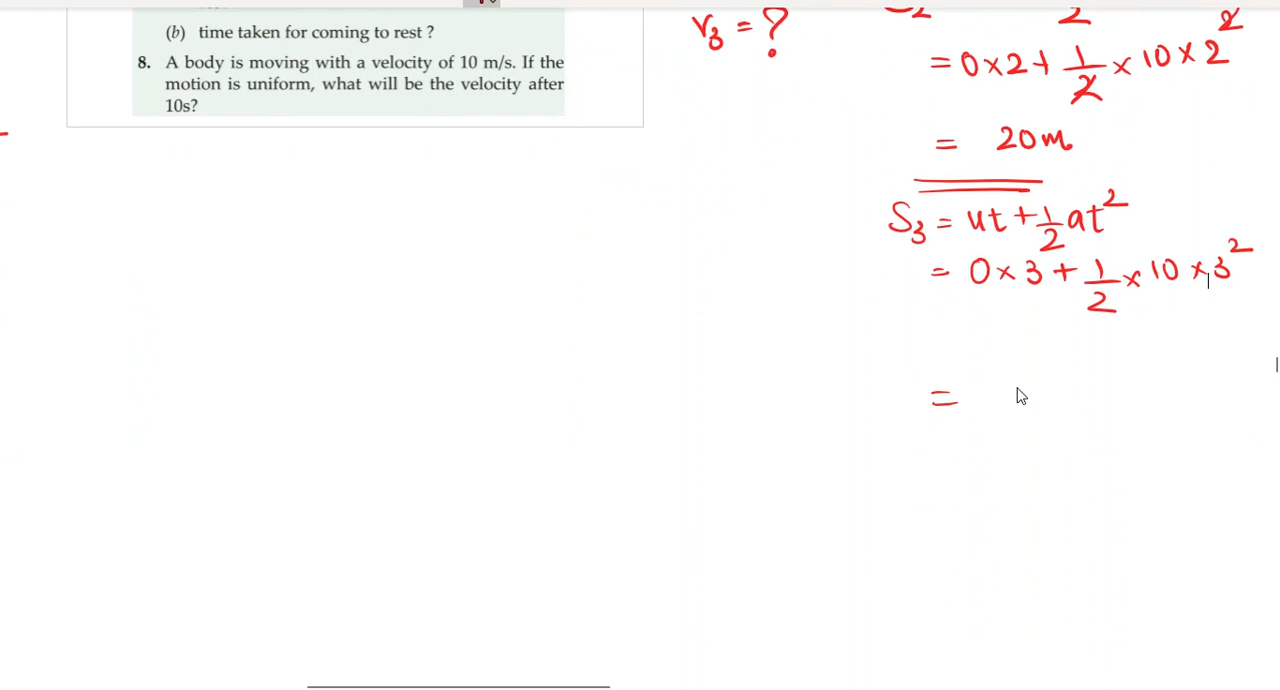 (b) time taken for coming to rest ?
8. A body is moving with a velocity of 10 m/s. If the
motion is uniform, what will be the velocity after
10s?
v₃ = ?
= 0×2+ 1/2 × 10 × 2²
= 20m
S₃ = ut + 1/2 at²
= 0 × 3 + 1/2 × 10 × 3²
=